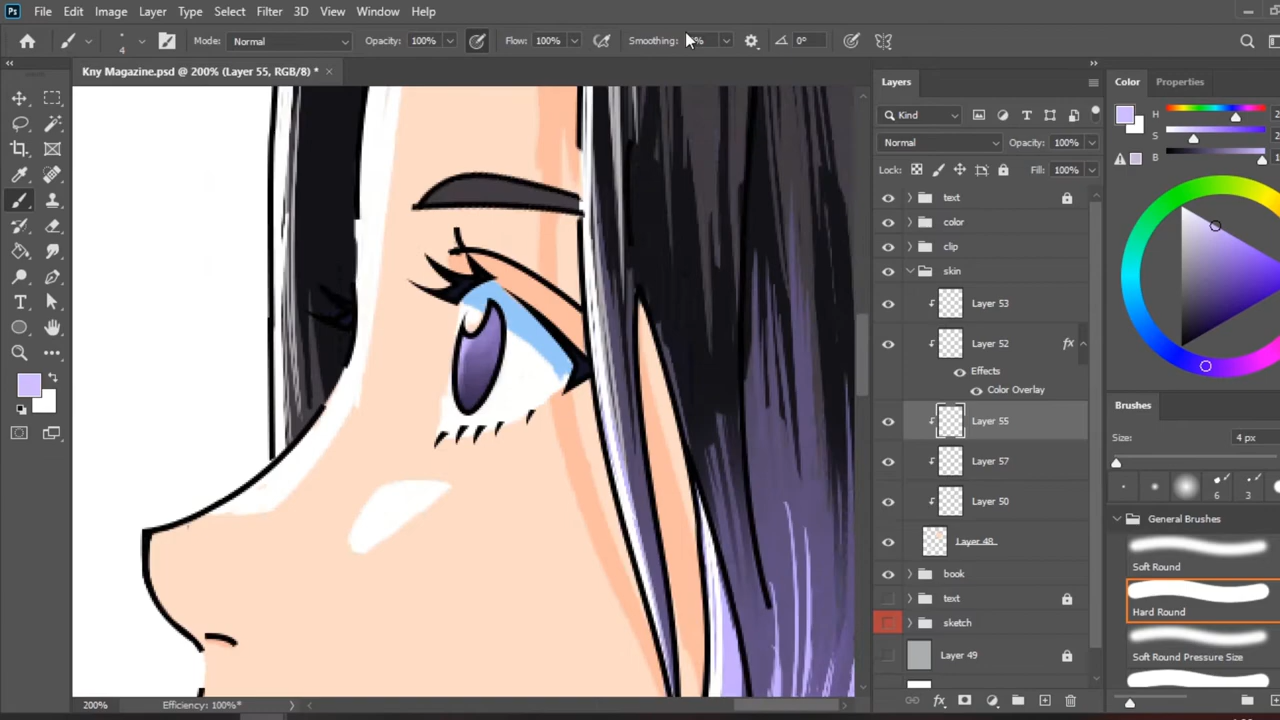 Ps File Edit Image Layer Type Select Filter 3D View Window Help
4 Mode: Normal Opacity: 100% Flow: 100% Smoothing: % 0°
Kny Magazine.psd @ 200% (Layer 55, RGB/8) * ×
Layers
Kind
Normal Opacity: 100%
Lock: Fill: 100%
text
color
clip
skin
Layer 53
Layer 52 fx
Effects
Color Overlay
Layer 55
Layer 57
Layer 50
Layer 48
book
text
sketch
Layer 49
Color Properties
H 2
S
B 1
Brushes
Size: 4 px
6 3
General Brushes
Soft Round
Hard Round
Soft Round Pressure Size
200% Efficiency: 100%*